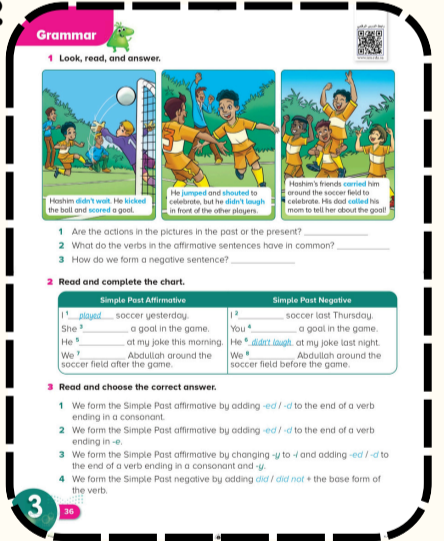 Grammar
1 Look, read, and answer.
Hashim didn't wait. He kicked
the ball and scored a goal.
He jumped and shouted to
celebrate, but he didn't laugh
in front of the other players.
Hashim's friends carried him
around the soccer field to
celebrate. His dad called his
mom to tell her about the goal!
1 Are the actions in the pictures in the past or the present? ____________
2 What do the verbs in the affirmative sentences have in common? __________
3 How do we form a negative sentence? ____________
2 Read and complete the chart.
Simple Past Affirmative
Simple Past Negative
I 1 played soccer yesterday.
I 2 __________ soccer last Thursday.
She 3 _________ a goal in the game.
You 4 _________ a goal in the game.
He 5 _________ at my joke this morning.
He 6 didn't laugh at my joke last night.
We 7 _________ Abdullah around the
soccer field after the game.
We 8 _________ Abdullah around the
soccer field before the game.
3 Read and choose the correct answer.
1 We form the Simple Past affirmative by adding -ed / -d to the end of a verb
ending in a consonant.
2 We form the Simple Past affirmative by adding -ed / -d to the end of a verb
ending in -e.
3 We form the Simple Past affirmative by changing -y to -i and adding -ed / -d to
the end of a verb ending in a consonant and -y.
4 We form the Simple Past negative by adding did / did not + the base form of
the verb.
3
36